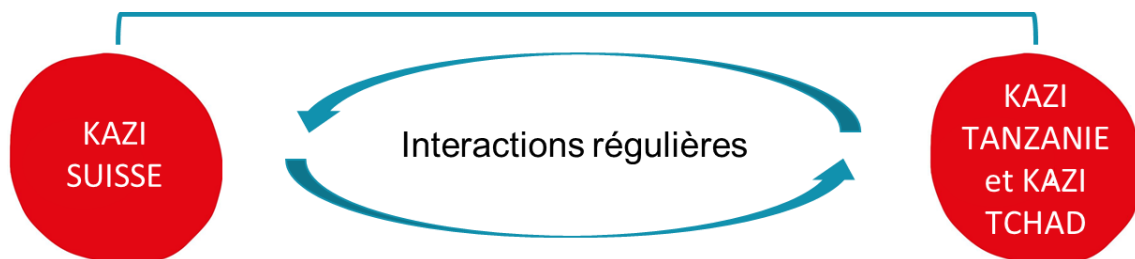 KAZI
SUISSE
Interactions régulières
KAZI
TANZANIE
et KAZI
TCHAD